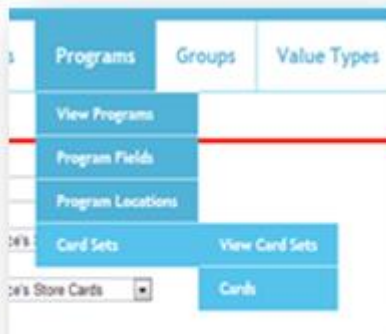 Programs Groups Value Types
View Programs
Program Fields
Program Locations
Card Sets View Card Sets
Cards
Store Cards